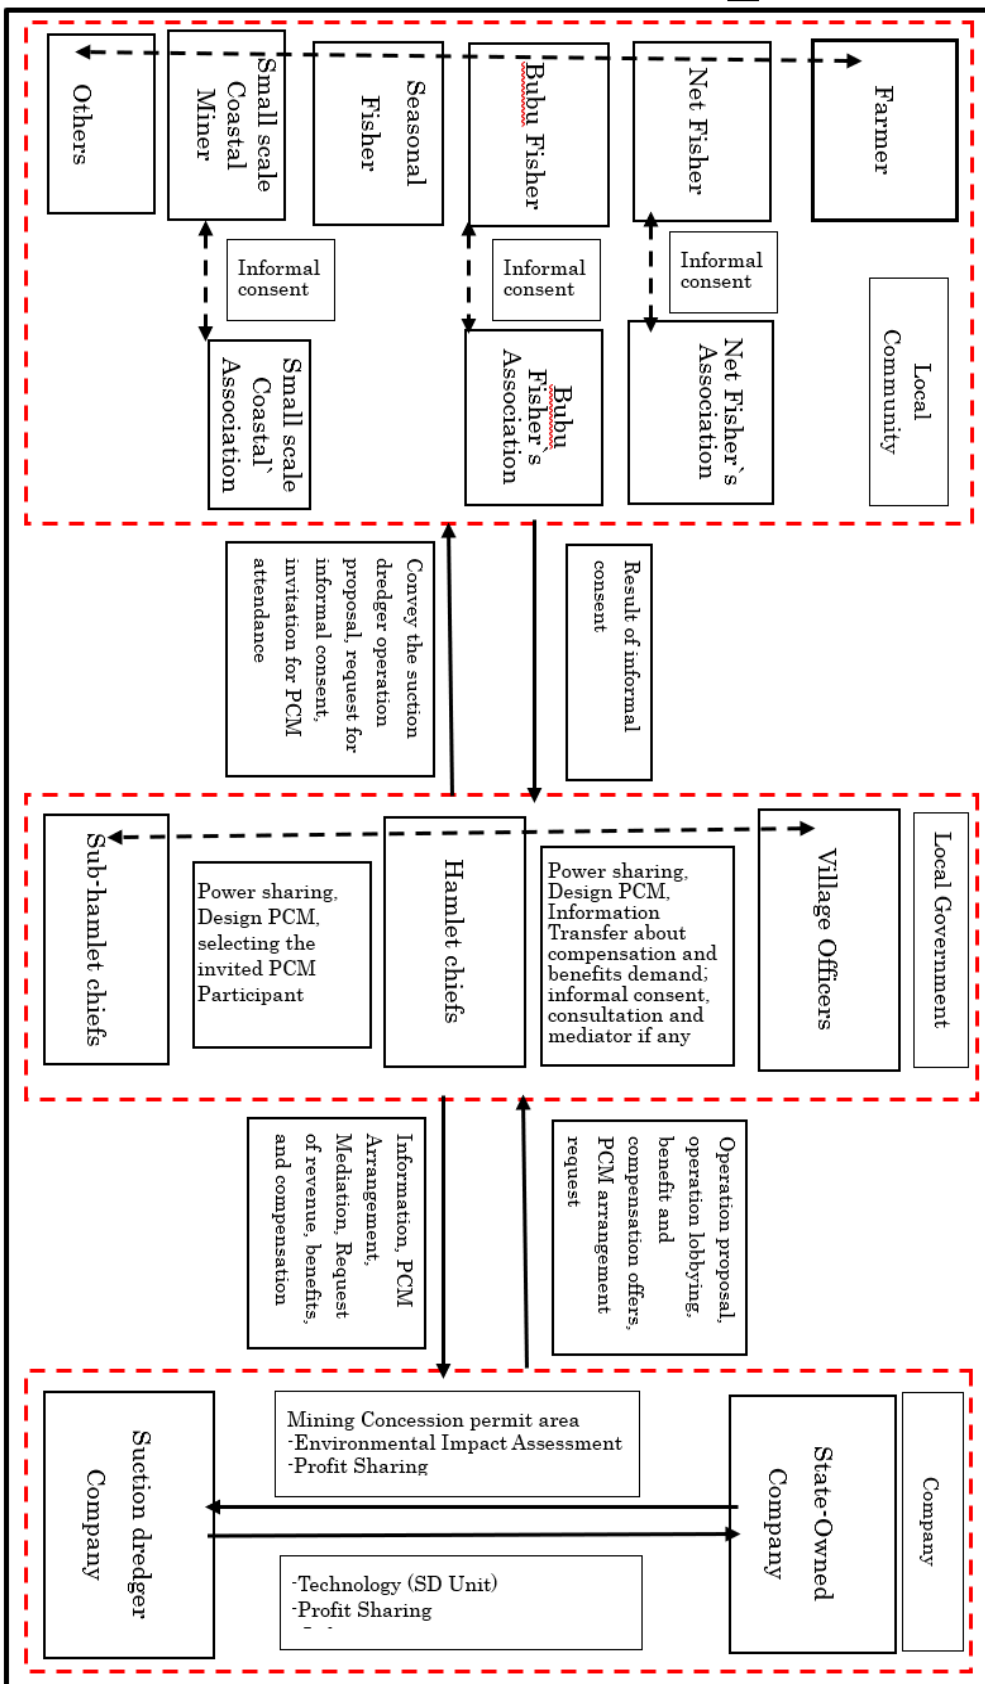 Others
Small scale
Coastal
Miner
Seasonal
Fisher
Bubu Fisher
Net Fisher
Farmer
Informal
consent
Informal
consent
Informal
consent
Local
Community
Small scale
Coastal`
Association
Bubu
Fisher`s
Association
Net Fisher`s
Association
Convey the suction
dredger operation
proposal, request for
informal consent,
invitation for PCM
attendance
Result of informal
consent
Sub-hamlet chiefs
Power sharing,
Design PCM,
selecting the
invited PCM
Participant
Hamlet chiefs
Power sharing,
Design PCM,
Information
Transfer about
compensation and
benefits demand;
informal consent,
consultation and
mediator if any
Village Officers
Local Government
Information, PCM
Arrangement,
Mediation, Request
of revenue, benefits,
and compensation
Operation proposal,
operation lobbying,
benefit and
compensation offers,
PCM arrangement
request
Suction dredger
Company
Mining Concession permit area
-Environmental Impact Assessment
-Profit Sharing
State-Owned
Company
Company
-Technology (SD Unit)
-Profit Sharing